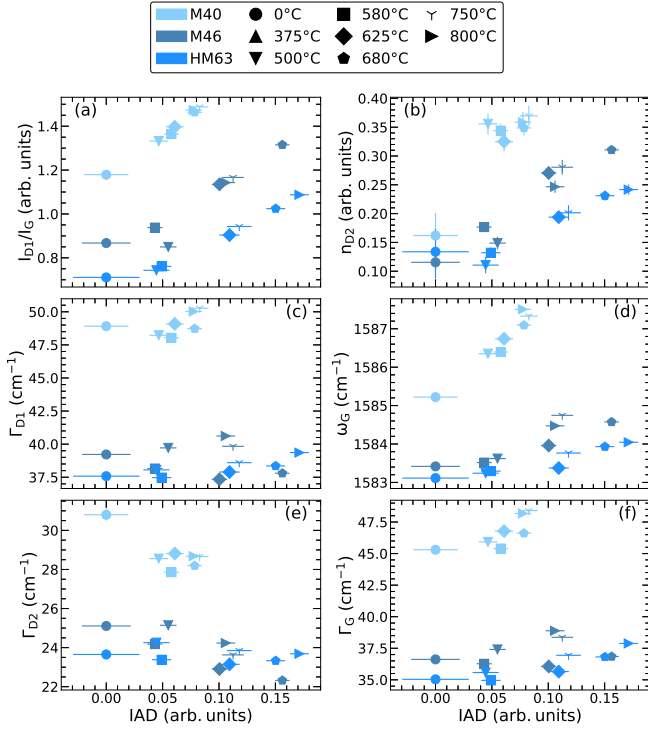 M40 0°C 580°C 750°C
M46 375°C 625°C 800°C
HM63 500°C 680°C
(a)
1.4
1.2
1.0
0.8
I_D1/I_G (arb. units)
(b)
0.40
0.35
0.30
0.25
0.20
0.15
0.10
n_D2 (arb. units)
(c)
50.0
47.5
45.0
42.5
40.0
37.5
Γ_D1 (cm⁻¹)
(d)
1587
1586
1585
1584
1583
ω_G (cm⁻¹)
(e)
30
28
26
24
22
Γ_D2 (cm⁻¹)
0.00 0.05 0.10 0.15
IAD (arb. units)
(f)
47.5
45.0
42.5
40.0
37.5
35.0
Γ_G (cm⁻¹)
0.00 0.05 0.10 0.15
IAD (arb. units)